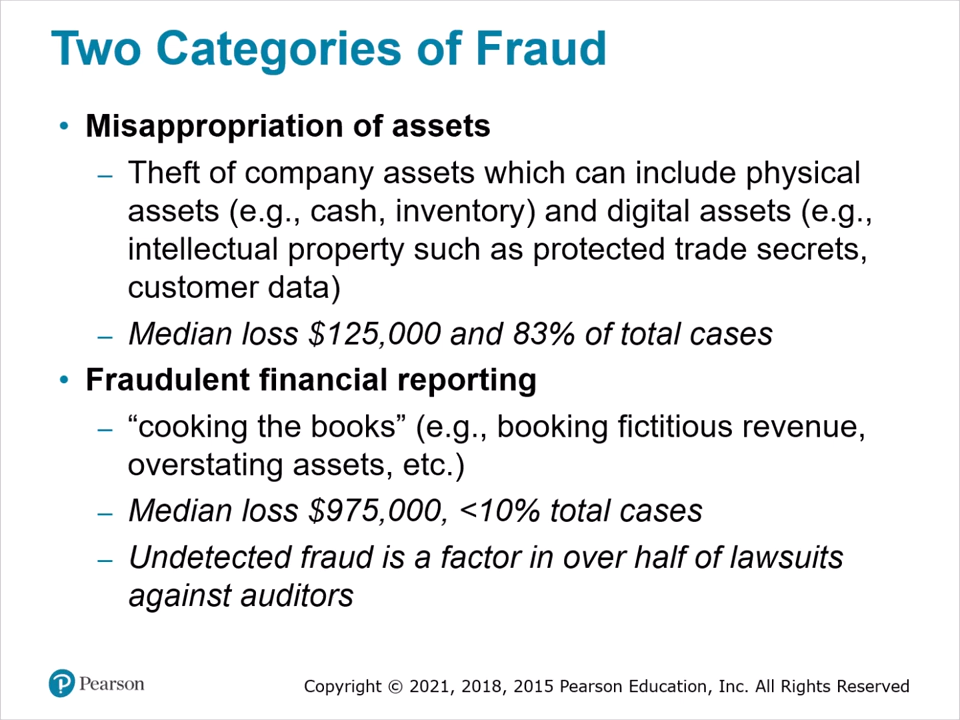 Two Categories of Fraud
• Misappropriation of assets
– Theft of company assets which can include physical
assets (e.g., cash, inventory) and digital assets (e.g.,
intellectual property such as protected trade secrets,
customer data)
– Median loss $125,000 and 83% of total cases
• Fraudulent financial reporting
– “cooking the books” (e.g., booking fictitious revenue,
overstating assets, etc.)
– Median loss $975,000, <10% total cases
– Undetected fraud is a factor in over half of lawsuits
against auditors
Pearson
Copyright © 2021, 2018, 2015 Pearson Education, Inc. All Rights Reserved